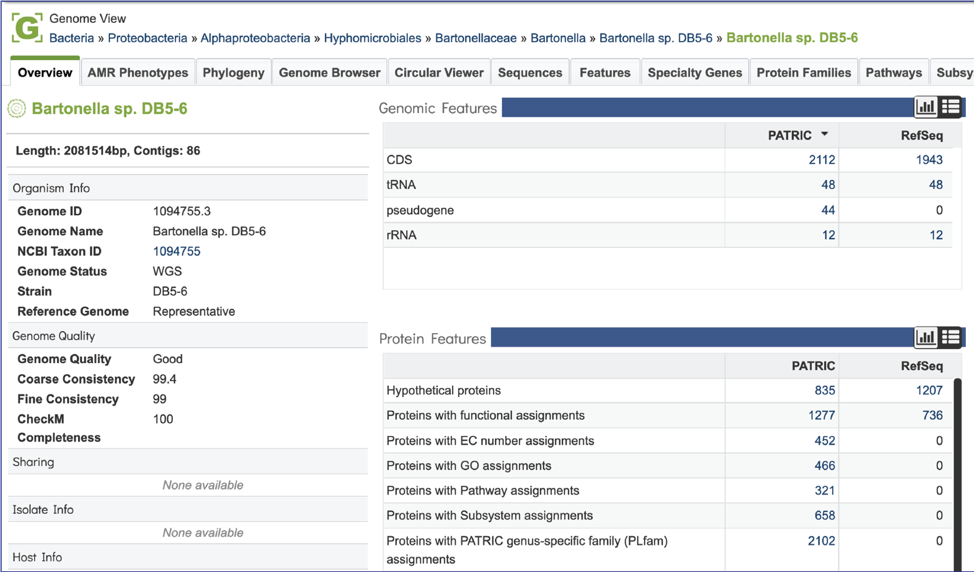 G
Genome View
Bacteria » Proteobacteria » Alphaproteobacteria » Hyphomicrobiales » Bartonellaceae » Bartonella » Bartonella sp. DB5-6 » Bartonella sp. DB5-6
Overview AMR Phenotypes Phylogeny Genome Browser Circular Viewer Sequences Features Specialty Genes Protein Families Pathways Subsy
Bartonella sp. DB5-6
Length: 2081514bp, Contigs: 86
Organism Info
Genome ID 1094755.3
Genome Name Bartonella sp. DB5-6
NCBI Taxon ID 1094755
Genome Status WGS
Strain DB5-6
Reference Genome Representative
Genome Quality
Genome Quality Good
Coarse Consistency 99.4
Fine Consistency 99
CheckM 100
Completeness
Sharing
None available
Isolate Info
None available
Host Info
Genomic Features
PATRIC RefSeq
CDS 2112 1943
tRNA 48 48
pseudogene 44 0
rRNA 12 12
Protein Features
PATRIC RefSeq
Hypothetical proteins 835 1207
Proteins with functional assignments 1277 736
Proteins with EC number assignments 452 0
Proteins with GO assignments 466 0
Proteins with Pathway assignments 321 0
Proteins with Subsystem assignments 658 0
Proteins with PATRIC genus-specific family (PLfam) 2102 0
assignments